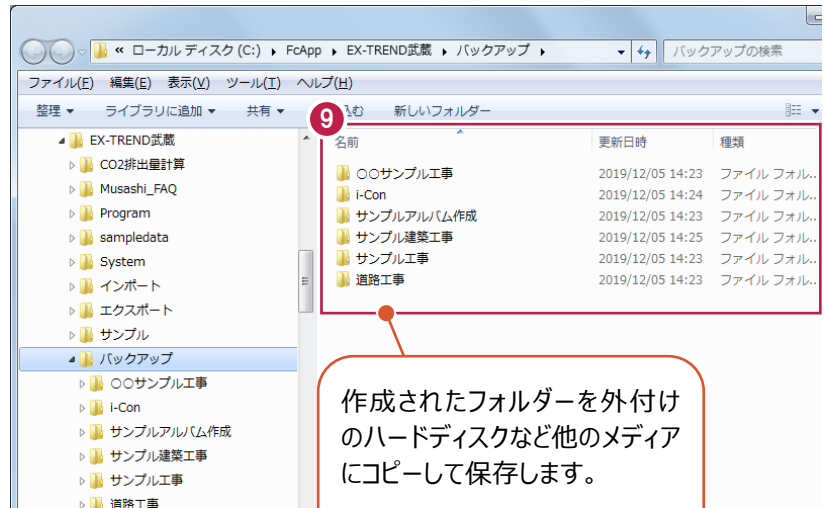 « ローカル ディスク (C:) ▸ FcApp ▸ EX-TREND武蔵 ▸ バックアップ ▸ バックアップの検索
ファイル(F) 編集(E) 表示(V) ツール(T) ヘルプ(H)
整理 ▼ ライブラリに追加 ▼ 共有 ▼ 込む 新しいフォルダー
9
EX-TREND武蔵
CO2排出量計算
Musashi_FAQ
Program
sampledata
System
インポート
エクスポート
サンプル
バックアップ
○○サンプル工事
i-Con
サンプルアルバム作成
サンプル建築工事
サンプル工事
道路工事
名前 更新日時 種類
○○サンプル工事 2019/12/05 14:23 ファイル フォル...
i-Con 2019/12/05 14:24 ファイル フォル...
サンプルアルバム作成 2019/12/05 14:23 ファイル フォル...
サンプル建築工事 2019/12/05 14:25 ファイル フォル...
サンプル工事 2019/12/05 14:23 ファイル フォル...
道路工事 2019/12/05 14:23 ファイル フォル...
作成されたフォルダーを外付け
のハードディスクなど他のメディア
にコピーして保存します。